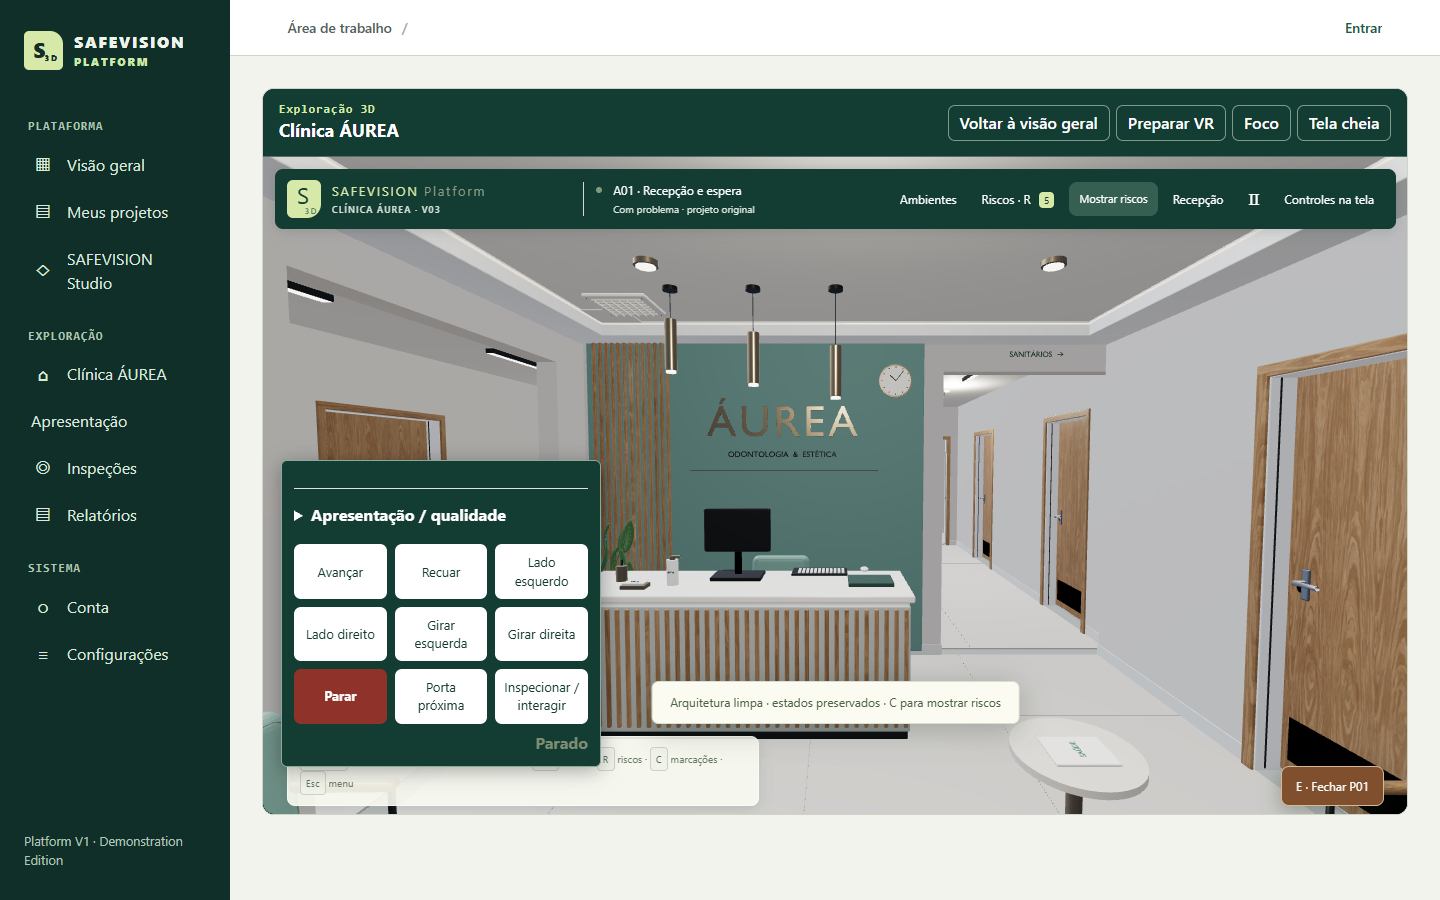 S3D
SAFEVISION
PLATFORM
PLATAFORMA
Visão geral
Meus projetos
SAFEVISION
Studio
EXPLORAÇÃO
Clínica ÁUREA
Apresentação
Inspeções
Relatórios
SISTEMA
Conta
Configurações
Platform V1 · Demonstration
Edition
Área de trabalho /
Entrar
Exploração 3D
Clínica ÁUREA
Voltar à visão geral
Preparar VR
Foco
Tela cheia
S3D
SAFEVISION Platform
CLÍNICA ÁUREA · V03
A01 · Recepção e espera
Com problema · projeto original
Ambientes
Riscos · R 5
Mostrar riscos
Recepção
Controles na tela
SANITÁRIOS →
ÁUREA
ODONTOLOGIA & ESTÉTICA
Apresentação / qualidade
Avançar
Recuar
Lado
esquerdo
Lado direito
Girar
esquerda
Girar direita
Parar
Porta
próxima
Inspecionar /
interagir
Parado
Arquitetura limpa · estados preservados · C para mostrar riscos
R riscos · C marcações ·
Esc menu
E · Fechar P01